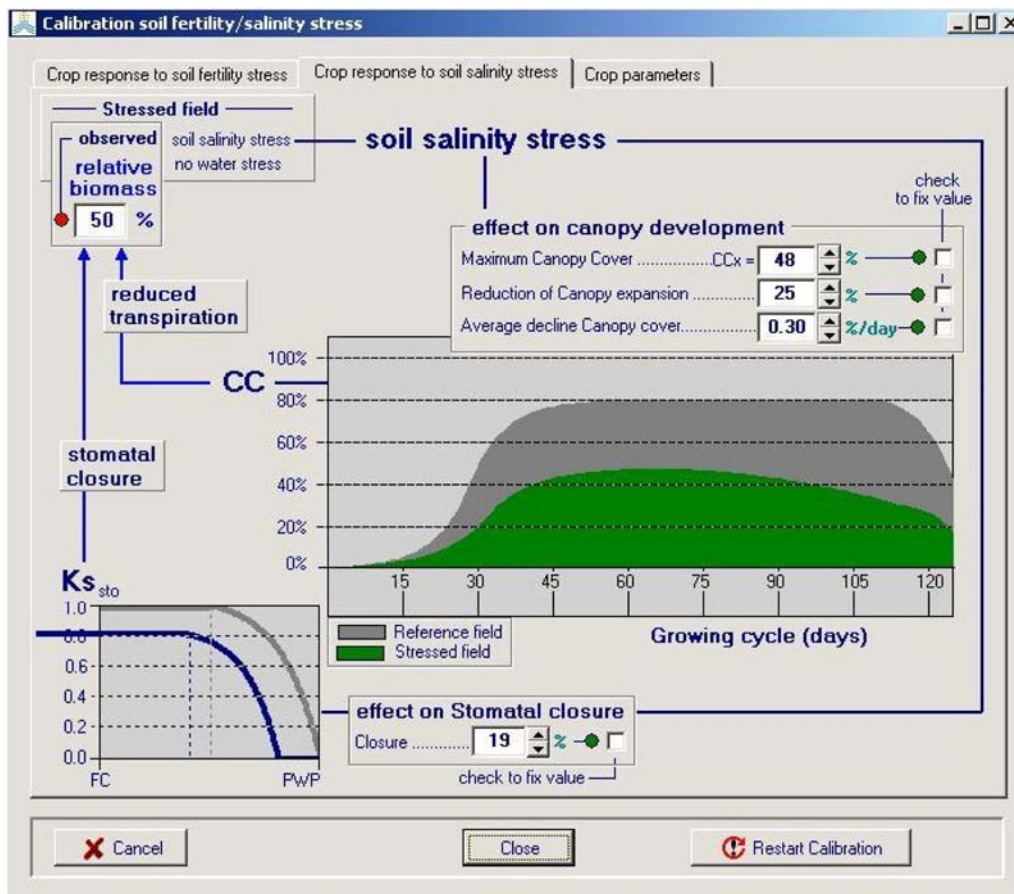 Calibration soil fertility/salinity stress
Crop response to soil fertility stress
Crop response to soil salinity stress
Crop parameters
Stressed field
observed
soil salinity stress
no water stress
relative
biomass
50 %
soil salinity stress
check
to fix value
effect on canopy development
Maximum Canopy Cover ..............CCx = 48 %
Reduction of Canopy expansion ............ 25 %
Average decline Canopy cover............... 0.30 %/day
reduced
transpiration
CC
stomatal
closure
100%
80%
60%
40%
20%
0%
15 30 45 60 75 90 105 120
Growing cycle (days)
Reference field
Stressed field
Ks sto
1.0
0.8
0.6
0.4
0.2
0.0
FC PWP
effect on Stomatal closure
Closure ............ 19 %
check to fix value
Cancel
Close
Restart Calibration